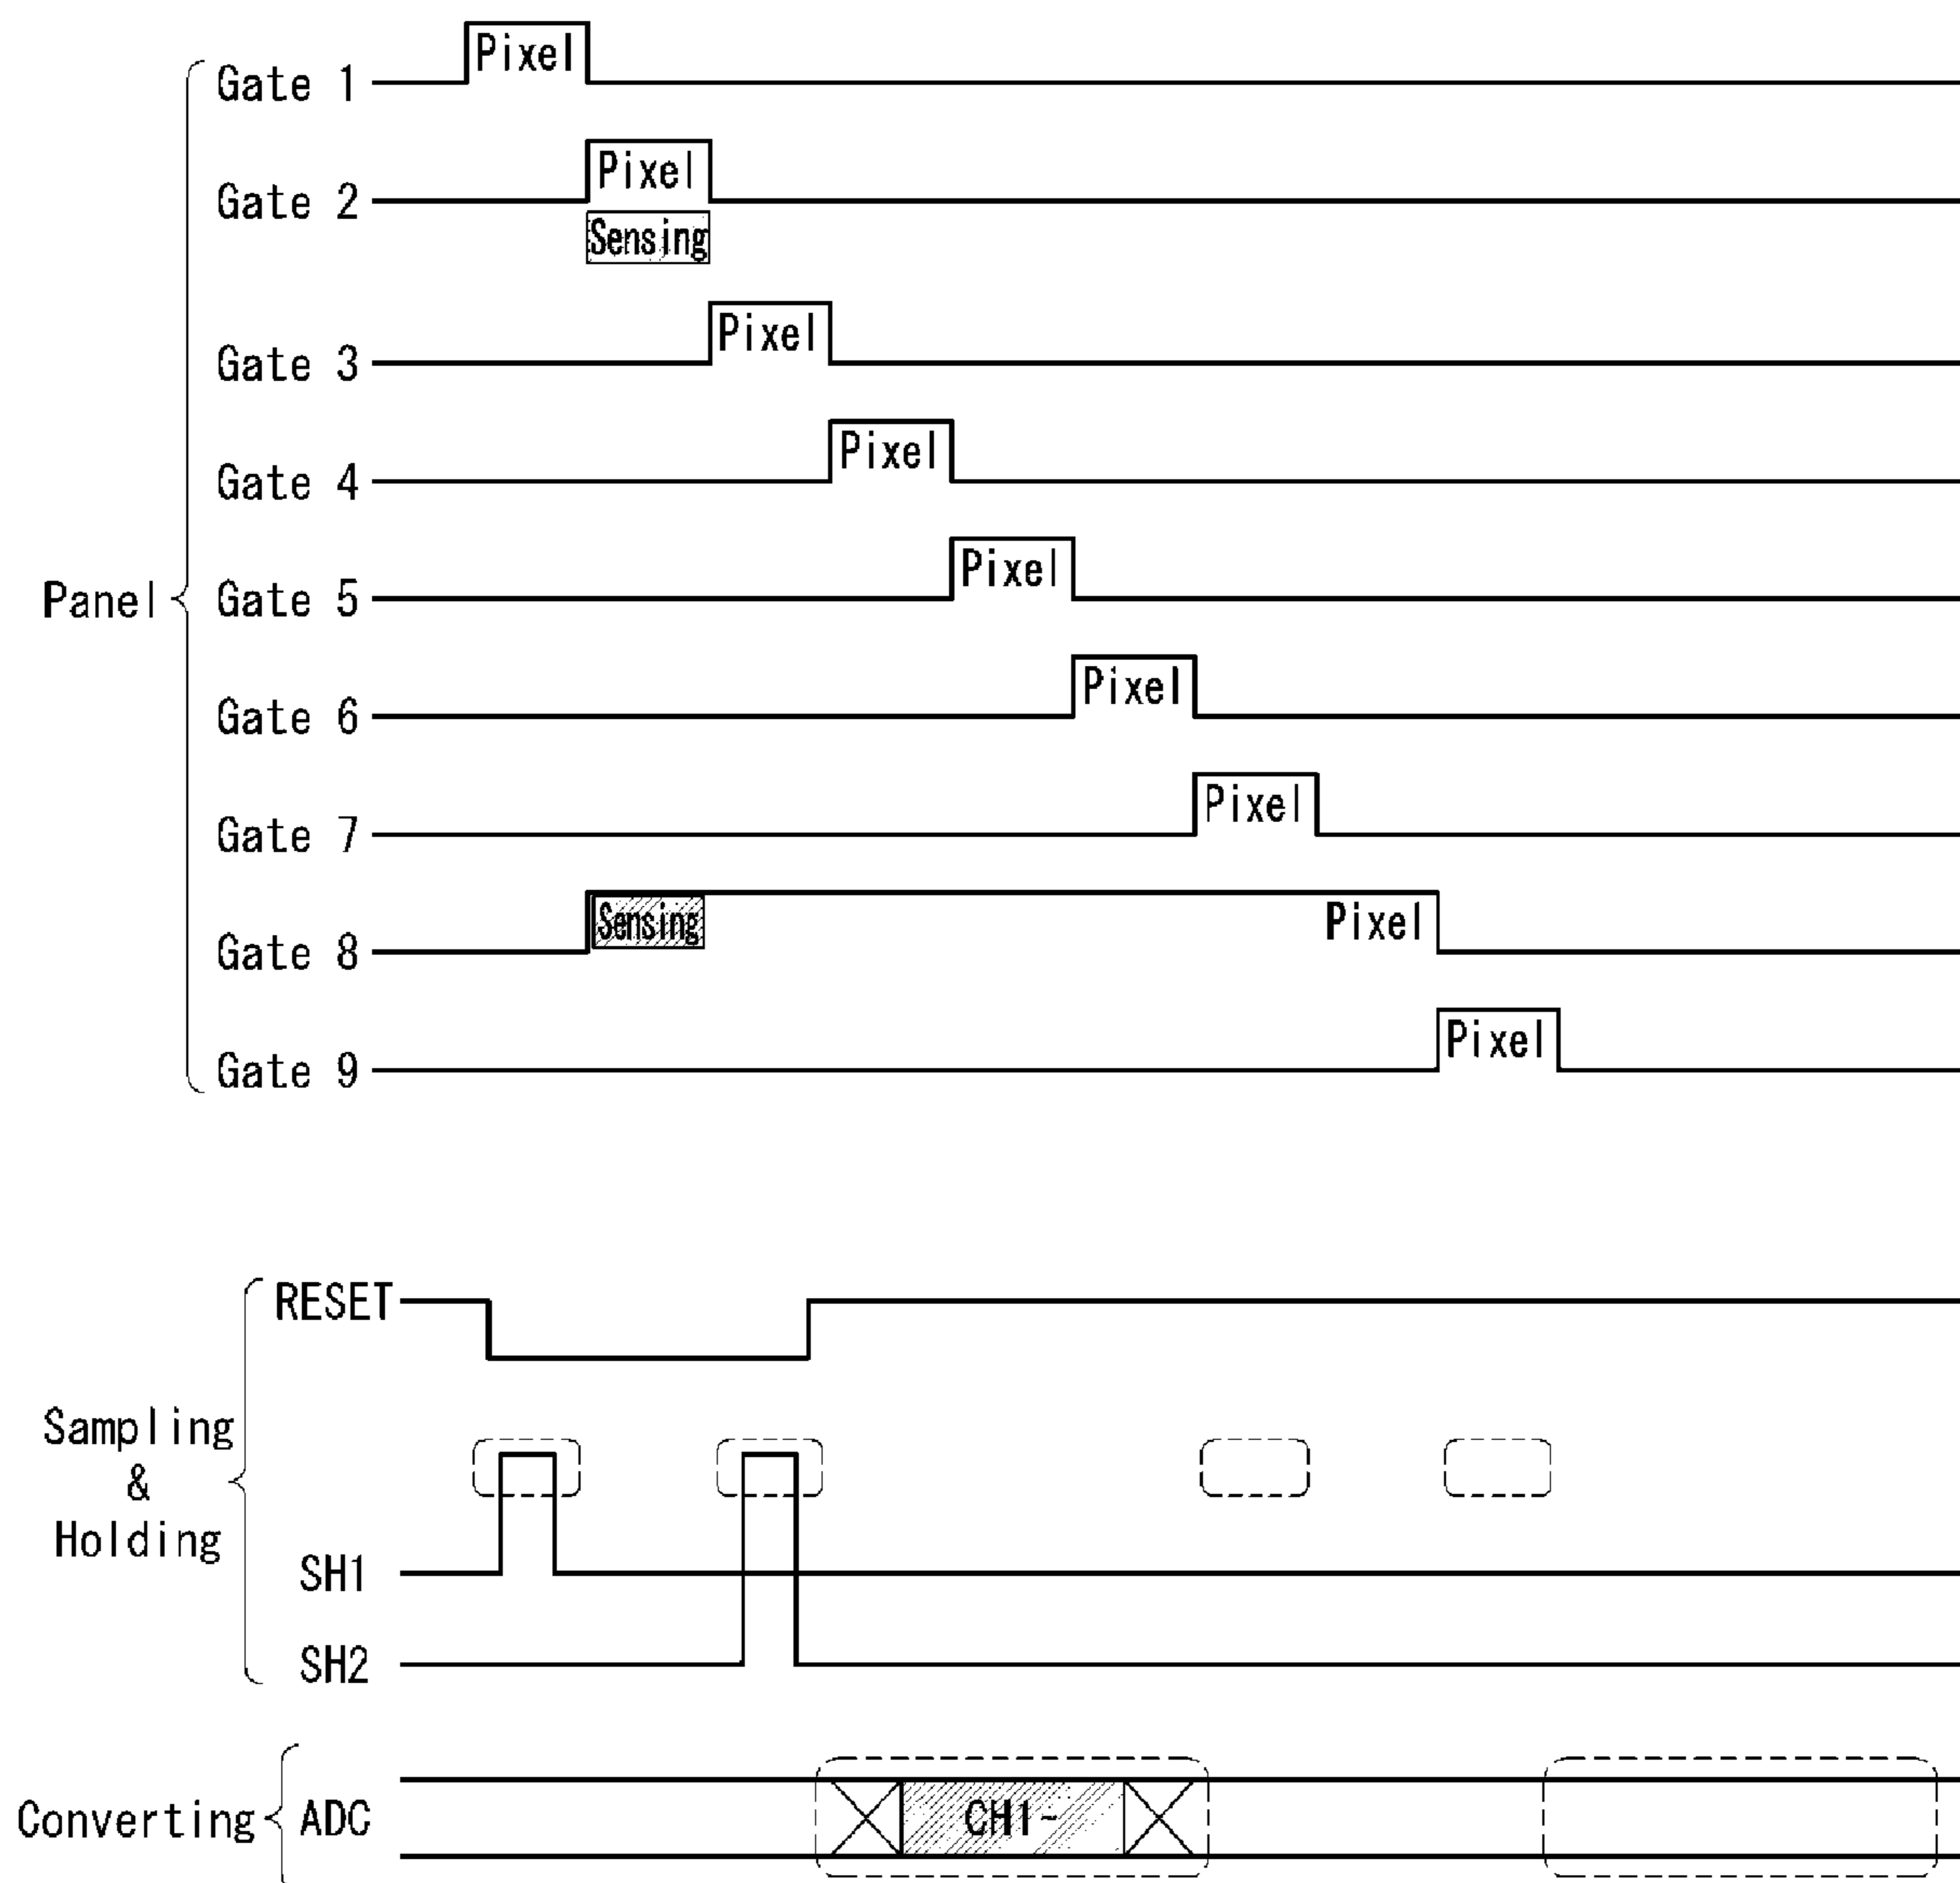 Panel
Gate 1 Pixel
Gate 2 Pixel
Sensing
Gate 3 Pixel
Gate 4 Pixel
Gate 5 Pixel
Gate 6 Pixel
Gate 7 Pixel
Gate 8 Sensing Pixel
Gate 9 Pixel
Sampling
&
Holding
RESET
SH1
SH2
Converting ADC CH1-